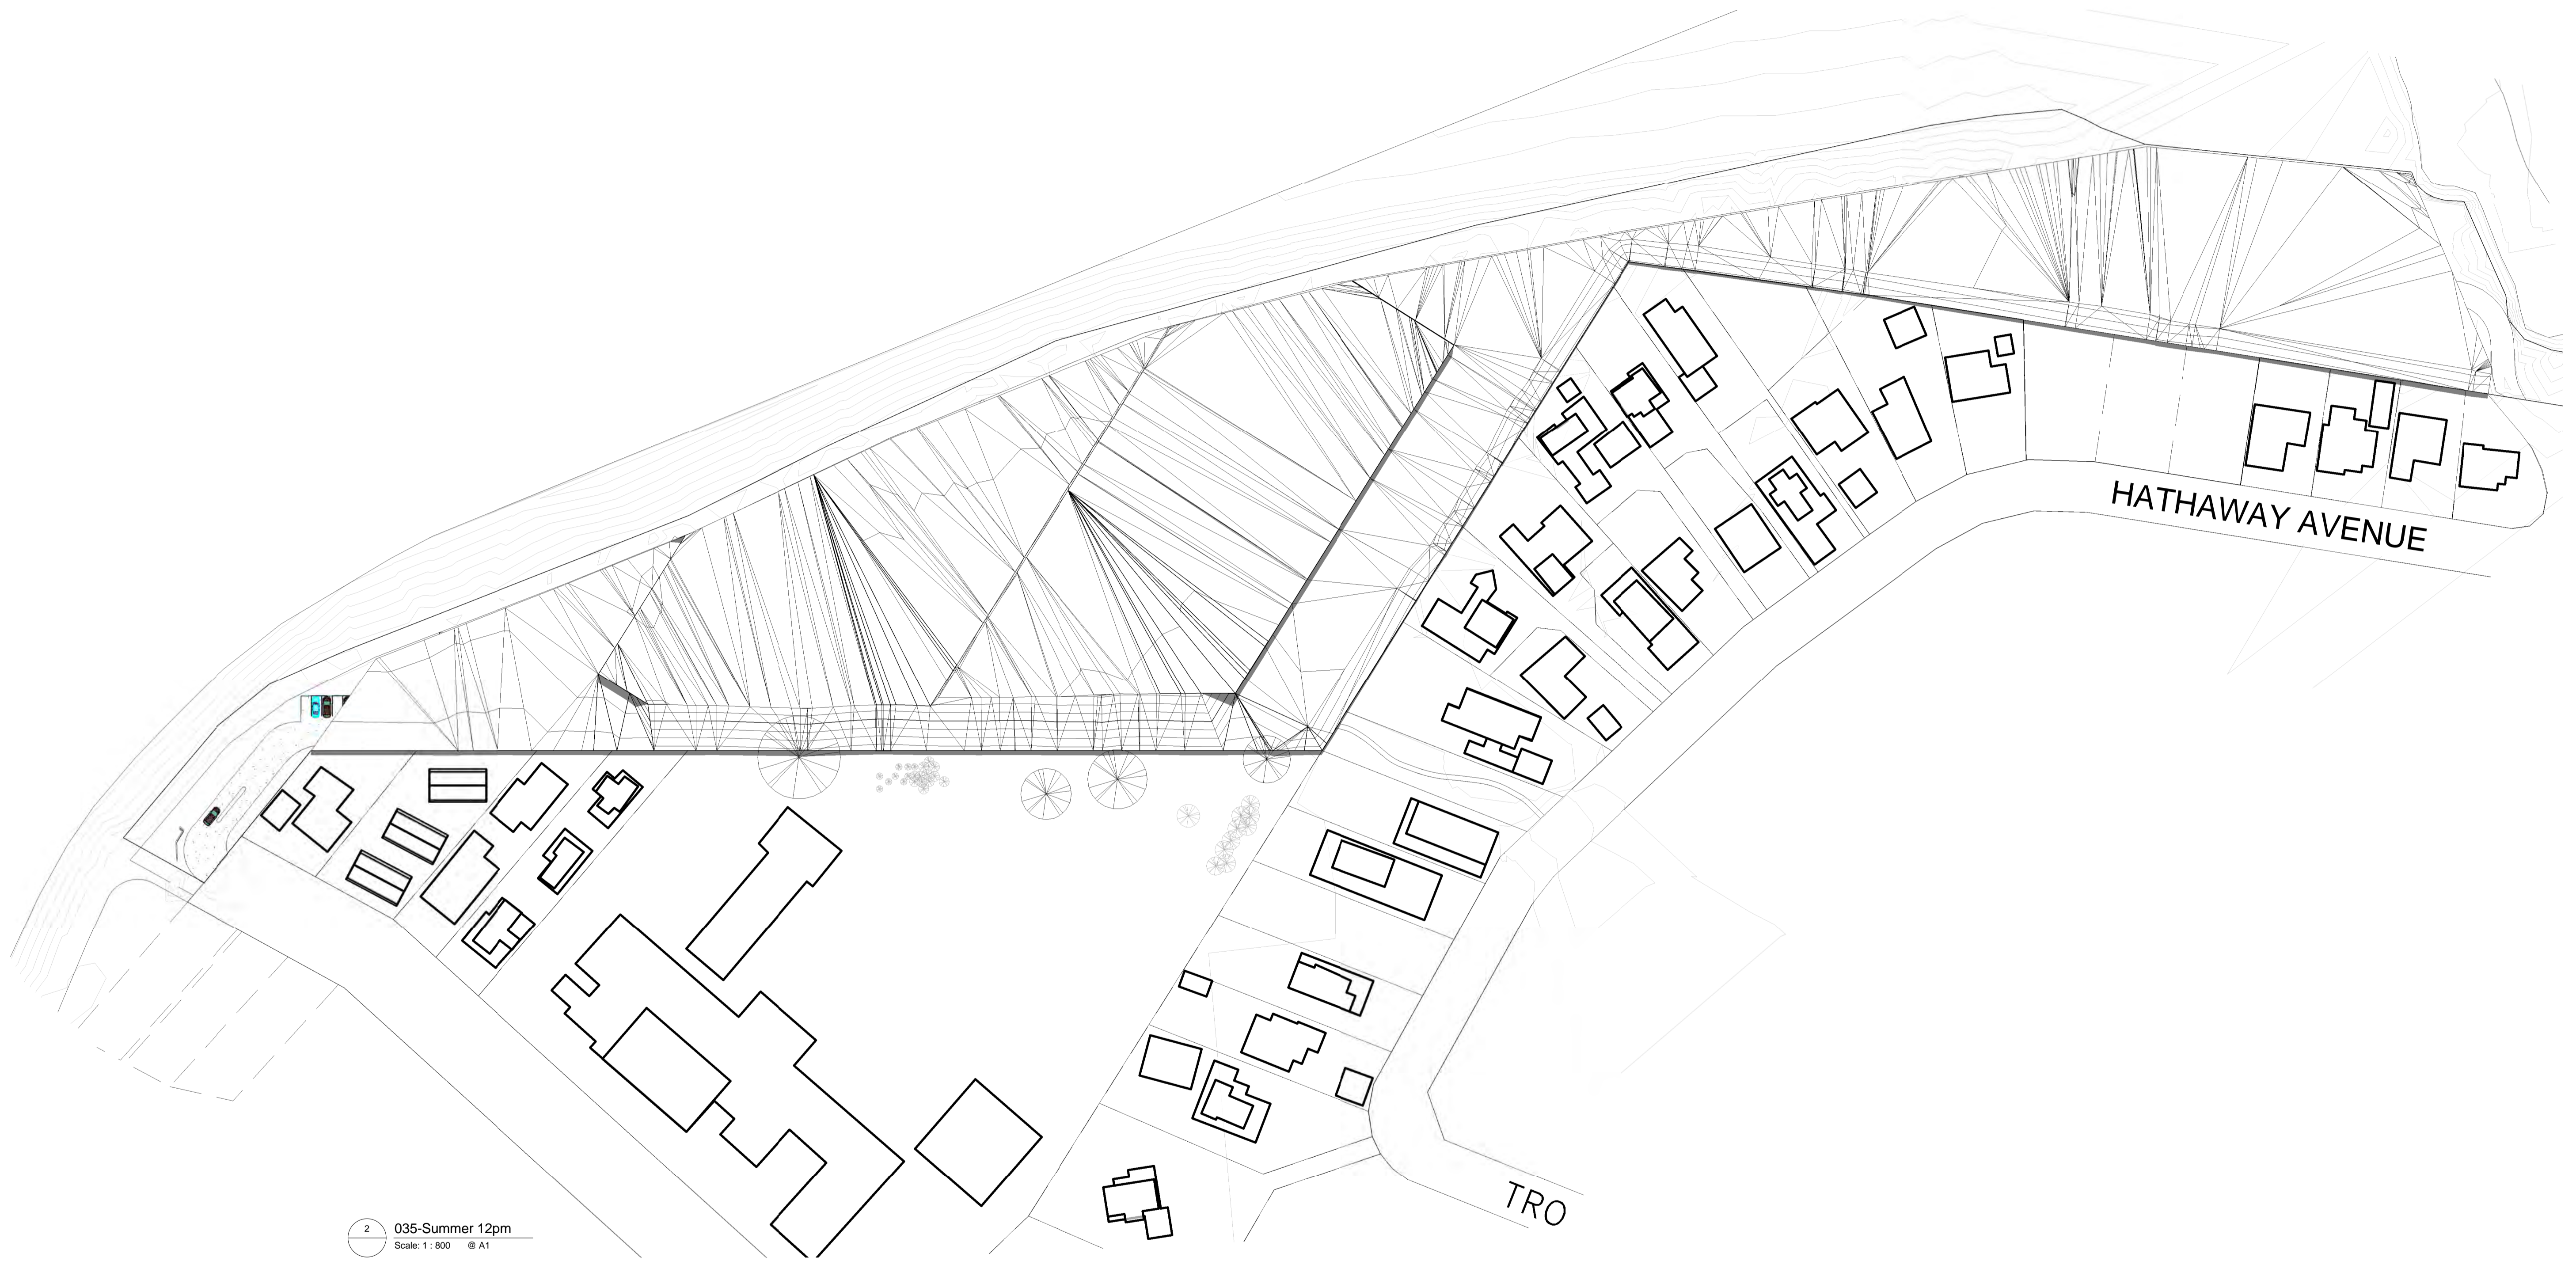 HATHAWAY AVENUE
TRO
2
035-Summer 12pm
Scale: 1 : 800 @ A1